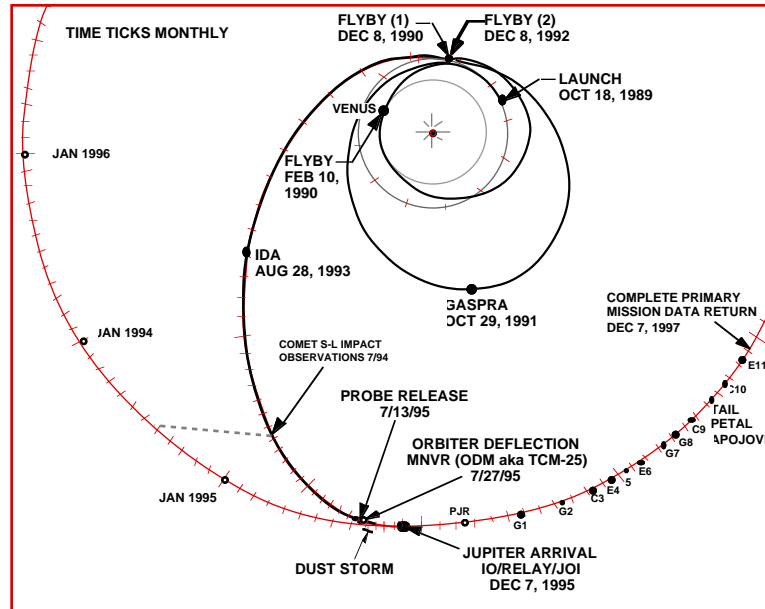 TIME TICKS MONTHLY
FLYBY (1)
DEC 8, 1990
FLYBY (2)
DEC 8, 1992
LAUNCH
OCT 18, 1989
VENUS
FLYBY
FEB 10,
1990
JAN 1996
IDA
AUG 28, 1993
GASPRA
OCT 29, 1991
COMPLETE PRIMARY
MISSION DATA RETURN
DEC 7, 1997
JAN 1994
COMET S-L IMPACT
OBSERVATIONS 7/94
E11
C10
TAIL
PETAL
APOJOV
C9
G8
G7
E6
5
E4
C3
G2
G1
PJR
PROBE RELEASE
7/13/95
ORBITER DEFLECTION
MNVR (ODM aka TCM-25)
7/27/95
JAN 1995
DUST STORM
JUPITER ARRIVAL
IO/RELAY/JOI
DEC 7, 1995